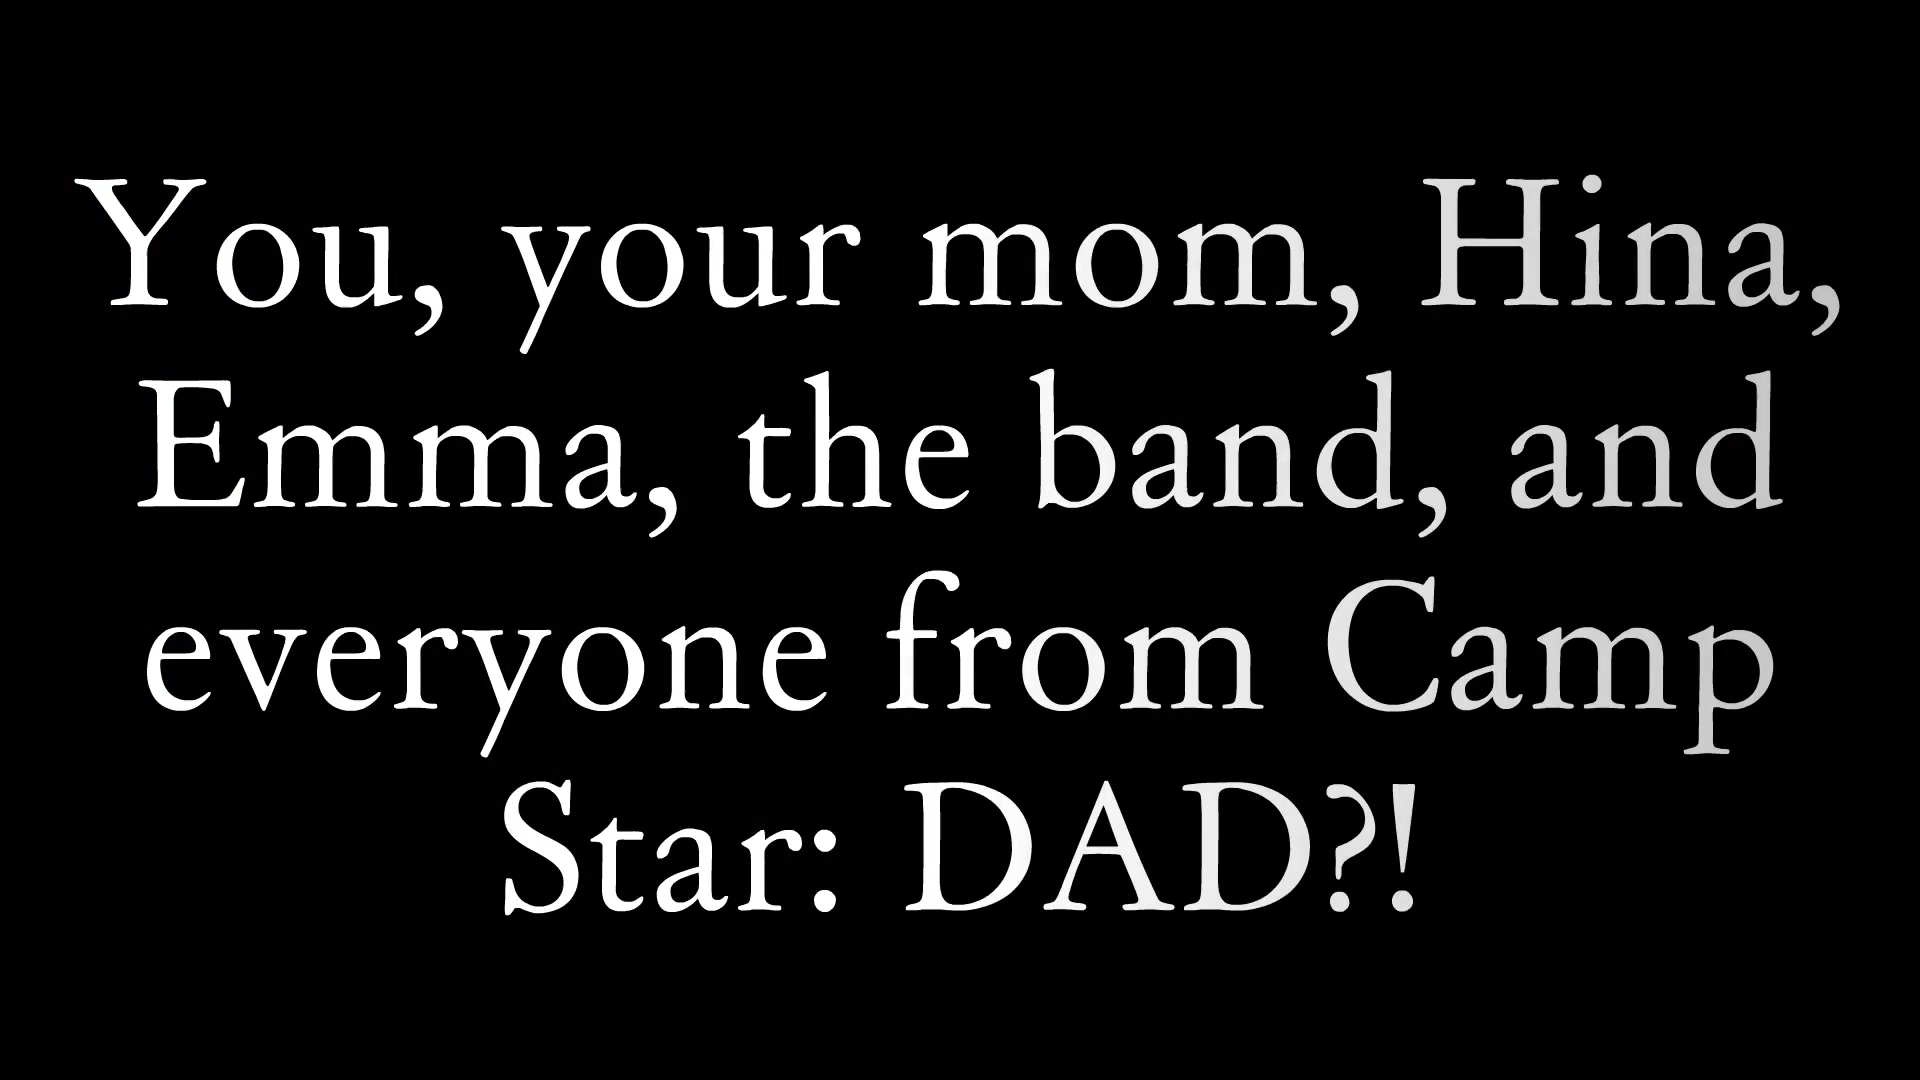 You, your mom, Hina,
Emma, the band, and
everyone from Camp
Star: DAD?!